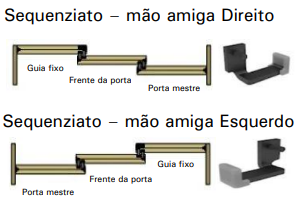 Sequenziato – mão amiga Direito
Guia fixo
Frente da porta
Porta mestre
Sequenziato – mão amiga Esquerdo
Guia fixo
Frente da porta
Porta mestre